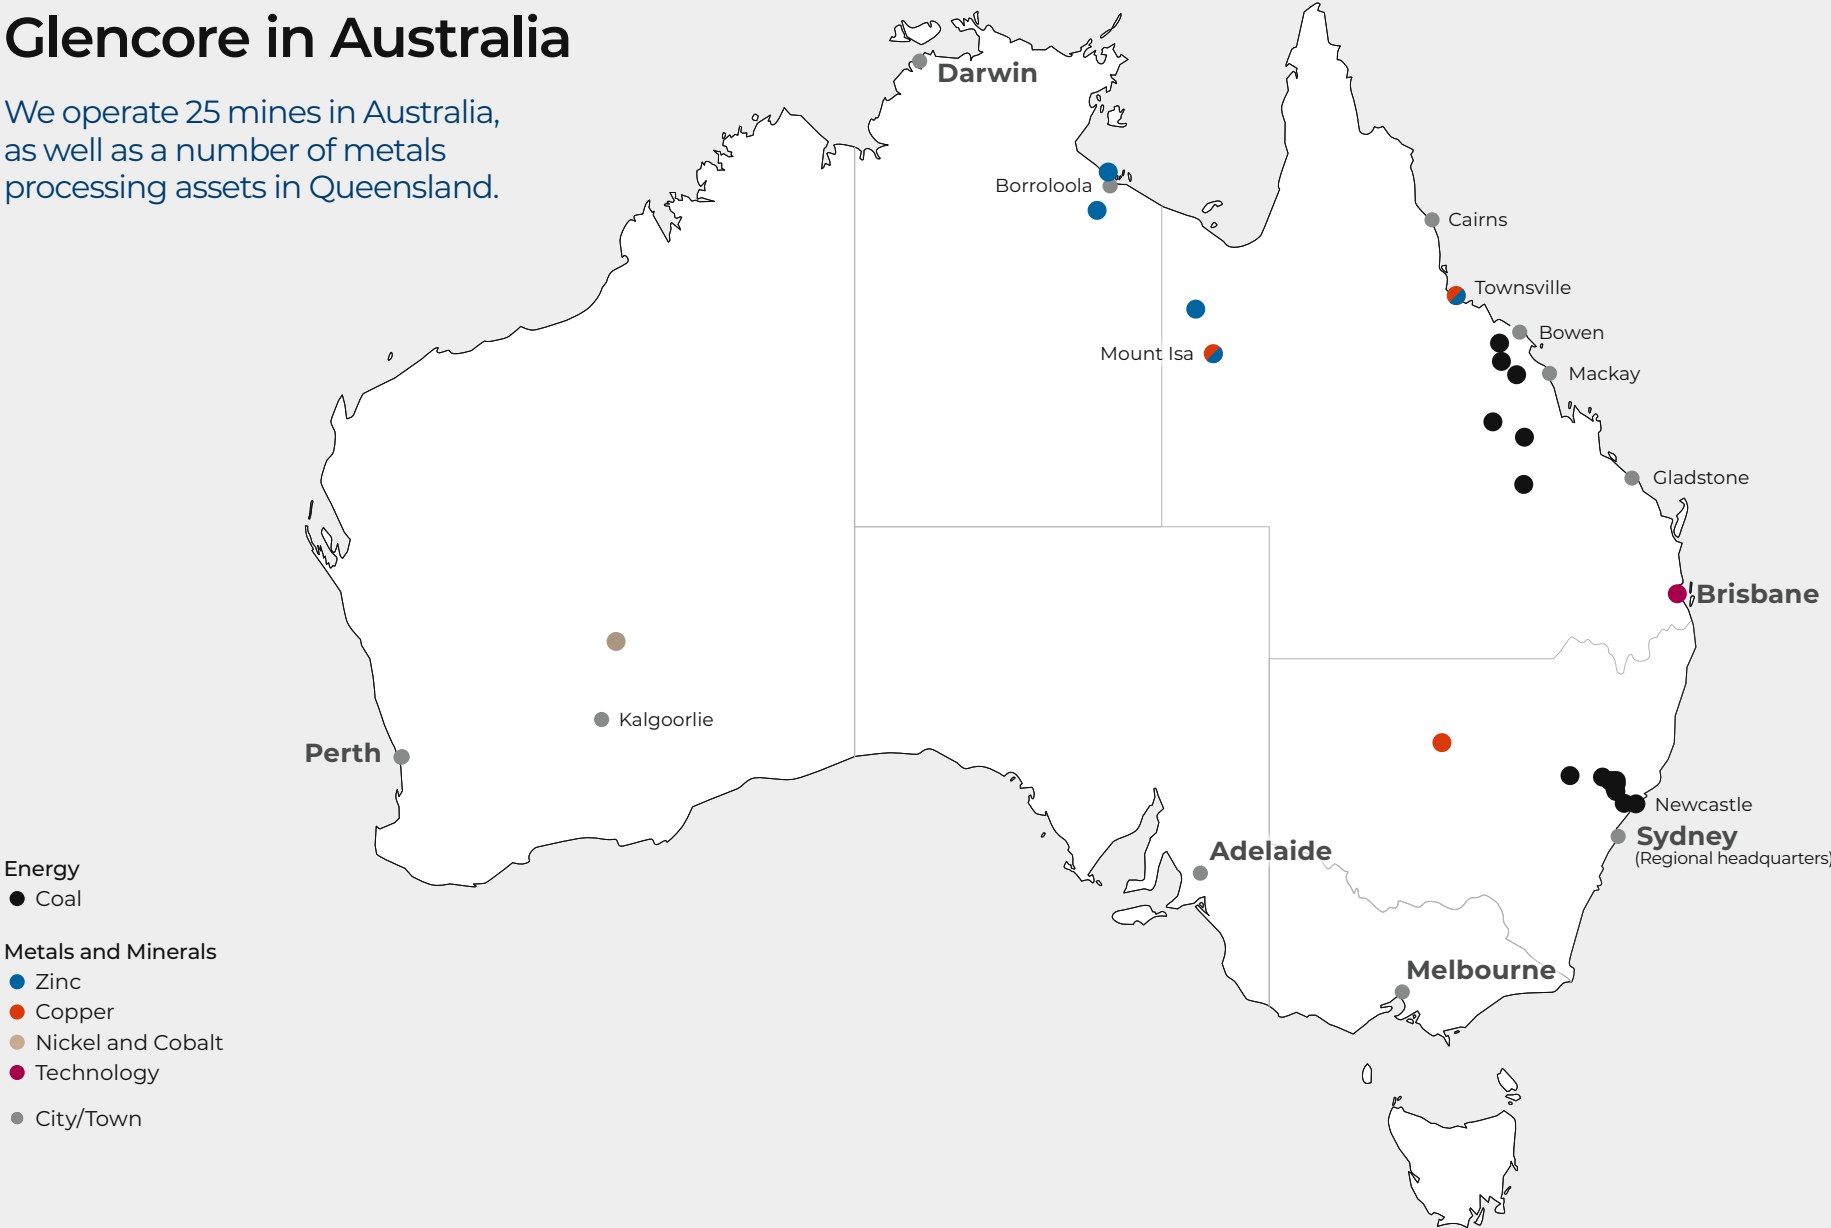 Glencore in Australia
We operate 25 mines in Australia,
as well as a number of metals
processing assets in Queensland.
Darwin
Borroloola
Cairns
Townsville
Bowen
Mount Isa
Mackay
Gladstone
Brisbane
Kalgoorlie
Perth
Newcastle
Sydney
(Regional headquarters)
Adelaide
Melbourne
Energy
Coal
Metals and Minerals
Zinc
Copper
Nickel and Cobalt
Technology
City/Town